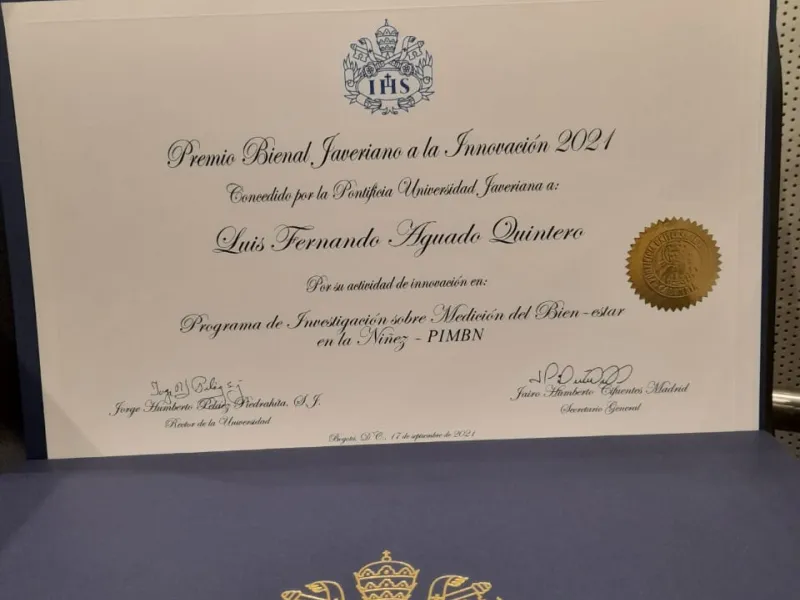 IHS
Premio Bienal Javeriano a la Innovación 2021
Concedido por la Pontificia Universidad Javeriana a:
Luis Fernando Aguado Quintero
Por su actividad de innovación en:
Programa de Investigación sobre Medición del Bien-estar
en la Niñez - PIMBN
Jorge Humberto Peláez Piedrahita, S.J.
Rector de la Universidad
Jairo Humberto Cifuentes Madrid
Secretario General
Bogotá, D.C., 17 de septiembre de 2021